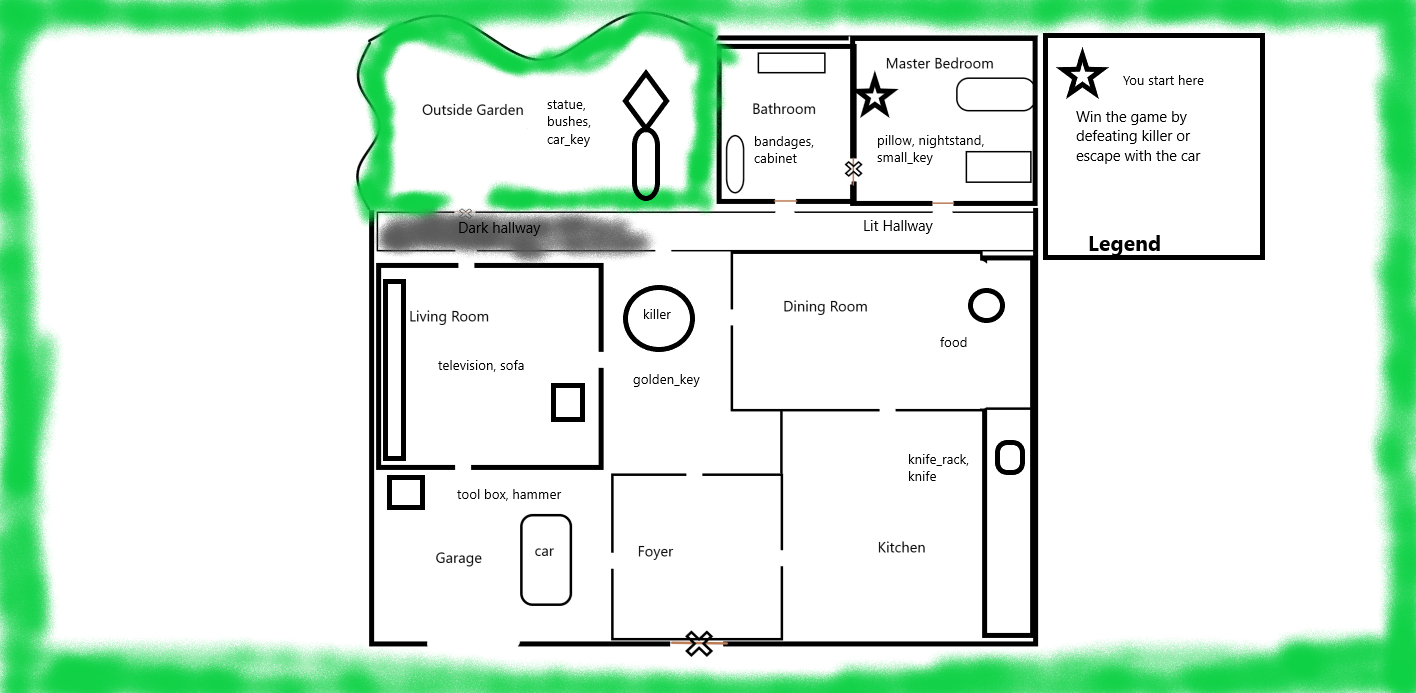 Outside Garden
statue,
bushes,
car_key
Bathroom
bandages,
cabinet
Master Bedroom
pillow, nightstand,
small_key
You start here
Win the game by
defeating killer or
escape with the car
Legend
Dark hallway
Lit Hallway
Living Room
television, sofa
killer
golden_key
Dining Room
food
knife_rack,
knife
Kitchen
tool box, hammer
Garage
car
Foyer